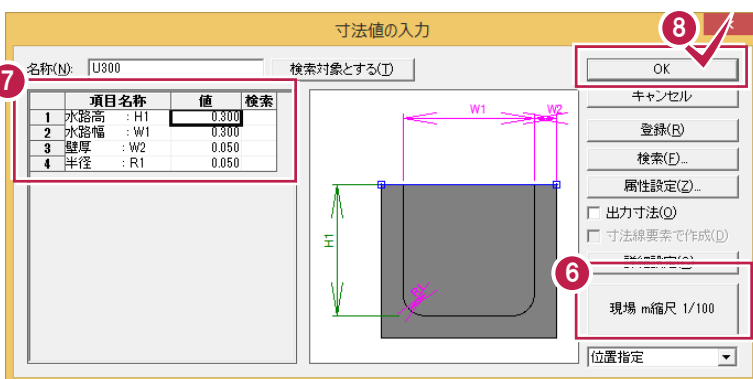 寸法値の入力
8
名称(N): U300
検索対象とする(T)
OK
7
キャンセル
項目名称 値 検索
1 水路高 : H1 0.300
2 水路幅 : W1 0.300
3 壁厚 : W2 0.050
4 半径 : R1 0.050
W1 W2
H1
R1
登録(R)
検索(F)...
属性設定(Z)...
出力寸法(O)
寸法線要素で作成(D)
6
現場 m縮尺 1/100
位置指定